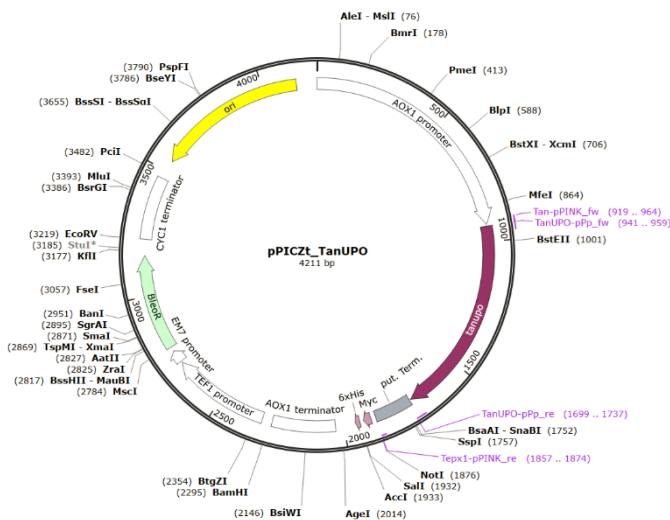 AleI - MslI (76)
BmrI (178)
PmeI (413)
BlpI (588)
BstXI - XcmI (706)
MfeI (864)
Tan-pPINK_fw (919 .. 964)
TanUPO-pPp_fw (941 .. 959)
BstEII (1001)
TanUPO-pPp_re (1699 .. 1737)
BsaAI - SnaBI (1752)
SspI (1757)
Tepx1-pPINK_re (1857 .. 1874)
NotI (1876)
SalI (1932)
AccI (1933)
AgeI (2014)
(2146) BsiWI
(2295) BamHI
(2354) BtgZI
(2784) MscI
(2817) BssHII - MauBI
(2825) ZraI
(2827) AatII
(2869) TspMI - XmaI
(2871) SmaI
(2895) SgrAI
(2951) BanI
(3057) FseI
(3177) KflI
(3185) StuI*
(3219) EcoRV
(3386) BsrGI
(3393) MluI
(3482) PciI
(3655) BssSI - BssSαI
(3786) BseYI
(3790) PspFI
500
1000
1500
2000
2500
3000
3500
4000
AOX1 promoter
tanupo
put. Term.
Myc
6xHis
AOX1 terminator
TEF1 promoter
EM7 promoter
BleoR
CYC1 terminator
ori
pPICZt_TanUPO
4211 bp